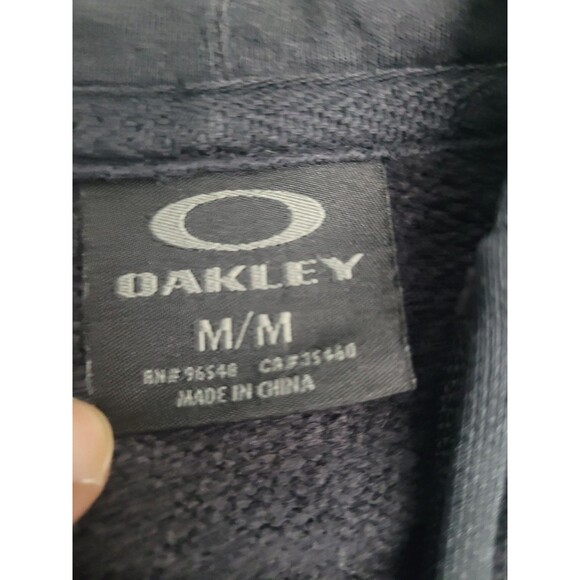 OAKLEY
M/M
RN# 96548 CA# 35460
MADE IN CHINA